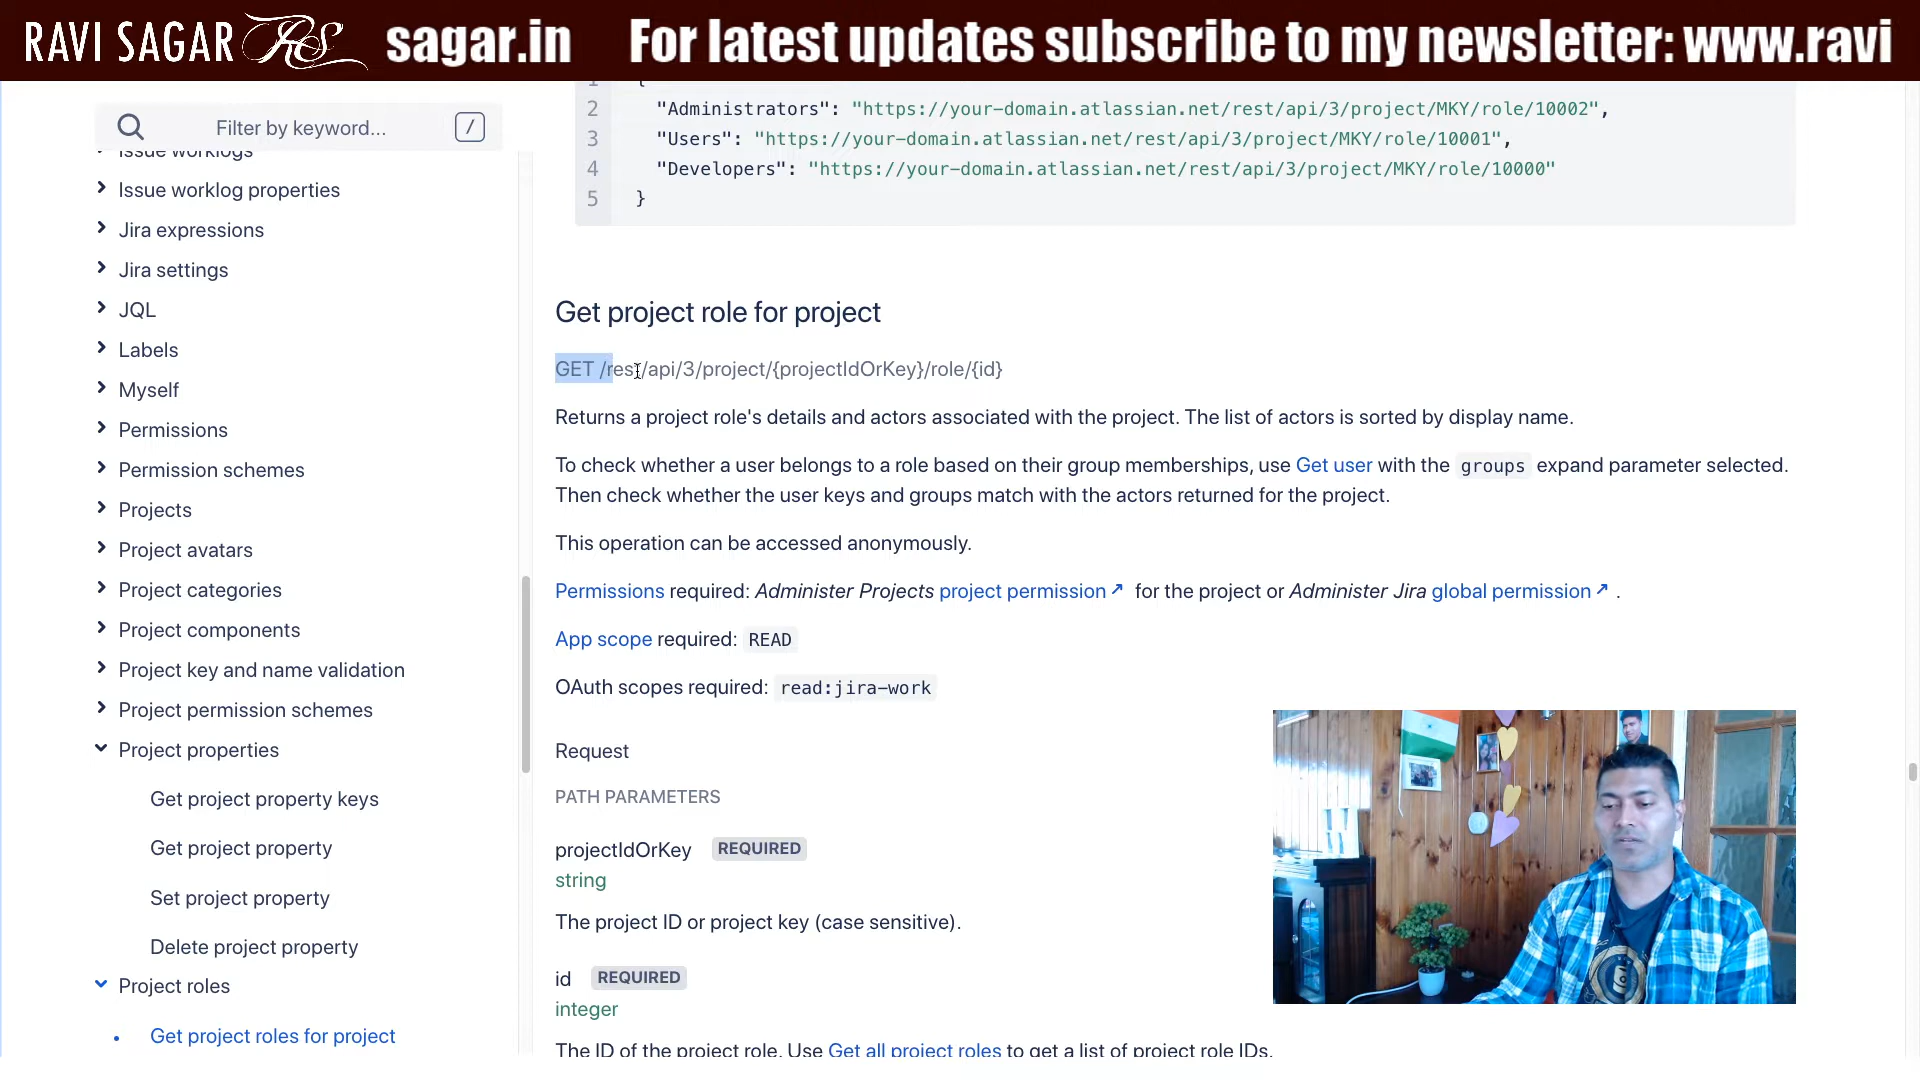 RAVI SAGAR RS sagar.in For latest updates subscribe to my newsletter: www.ravi
Filter by keyword... /
Issue worklogs
Issue worklog properties
Jira expressions
Jira settings
JQL
Labels
Myself
Permissions
Permission schemes
Projects
Project avatars
Project categories
Project components
Project key and name validation
Project permission schemes
Project properties
Get project property keys
Get project property
Set project property
Delete project property
Project roles
Get project roles for project
1 {
2 "Administrators": "https://your-domain.atlassian.net/rest/api/3/project/MKY/role/10002",
3 "Users": "https://your-domain.atlassian.net/rest/api/3/project/MKY/role/10001",
4 "Developers": "https://your-domain.atlassian.net/rest/api/3/project/MKY/role/10000"
5 }
Get project role for project
GET /rest/api/3/project/{projectIdOrKey}/role/{id}
Returns a project role's details and actors associated with the project. The list of actors is sorted by display name.
To check whether a user belongs to a role based on their group memberships, use Get user with the groups expand parameter selected.
Then check whether the user keys and groups match with the actors returned for the project.
This operation can be accessed anonymously.
Permissions required: Administer Projects project permission for the project or Administer Jira global permission .
App scope required: READ
OAuth scopes required: read:jira-work
Request
PATH PARAMETERS
projectIdOrKey REQUIRED
string
The project ID or project key (case sensitive).
id REQUIRED
integer
The ID of the project role. Use Get all project roles to get a list of project role IDs.